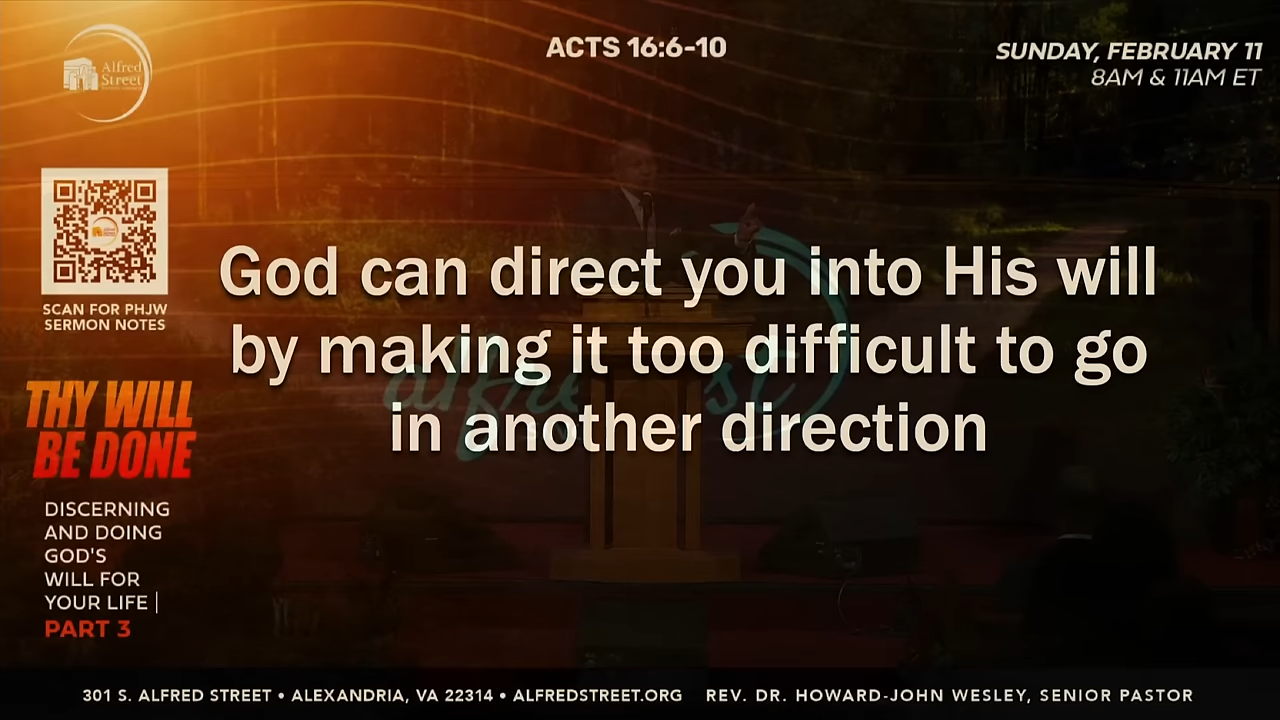 Alfred
Street
ACTS 16:6-10
SUNDAY, FEBRUARY 11
8AM & 11AM ET
SCAN FOR PHJW
SERMON NOTES
God can direct you into His will
by making it too difficult to go
in another direction
THY WILL
BE DONE
DISCERNING
AND DOING
GOD'S
WILL FOR
YOUR LIFE |
PART 3
301 S. ALFRED STREET • ALEXANDRIA, VA 22314 • ALFREDSTREET.ORG REV. DR. HOWARD-JOHN WESLEY, SENIOR PASTOR